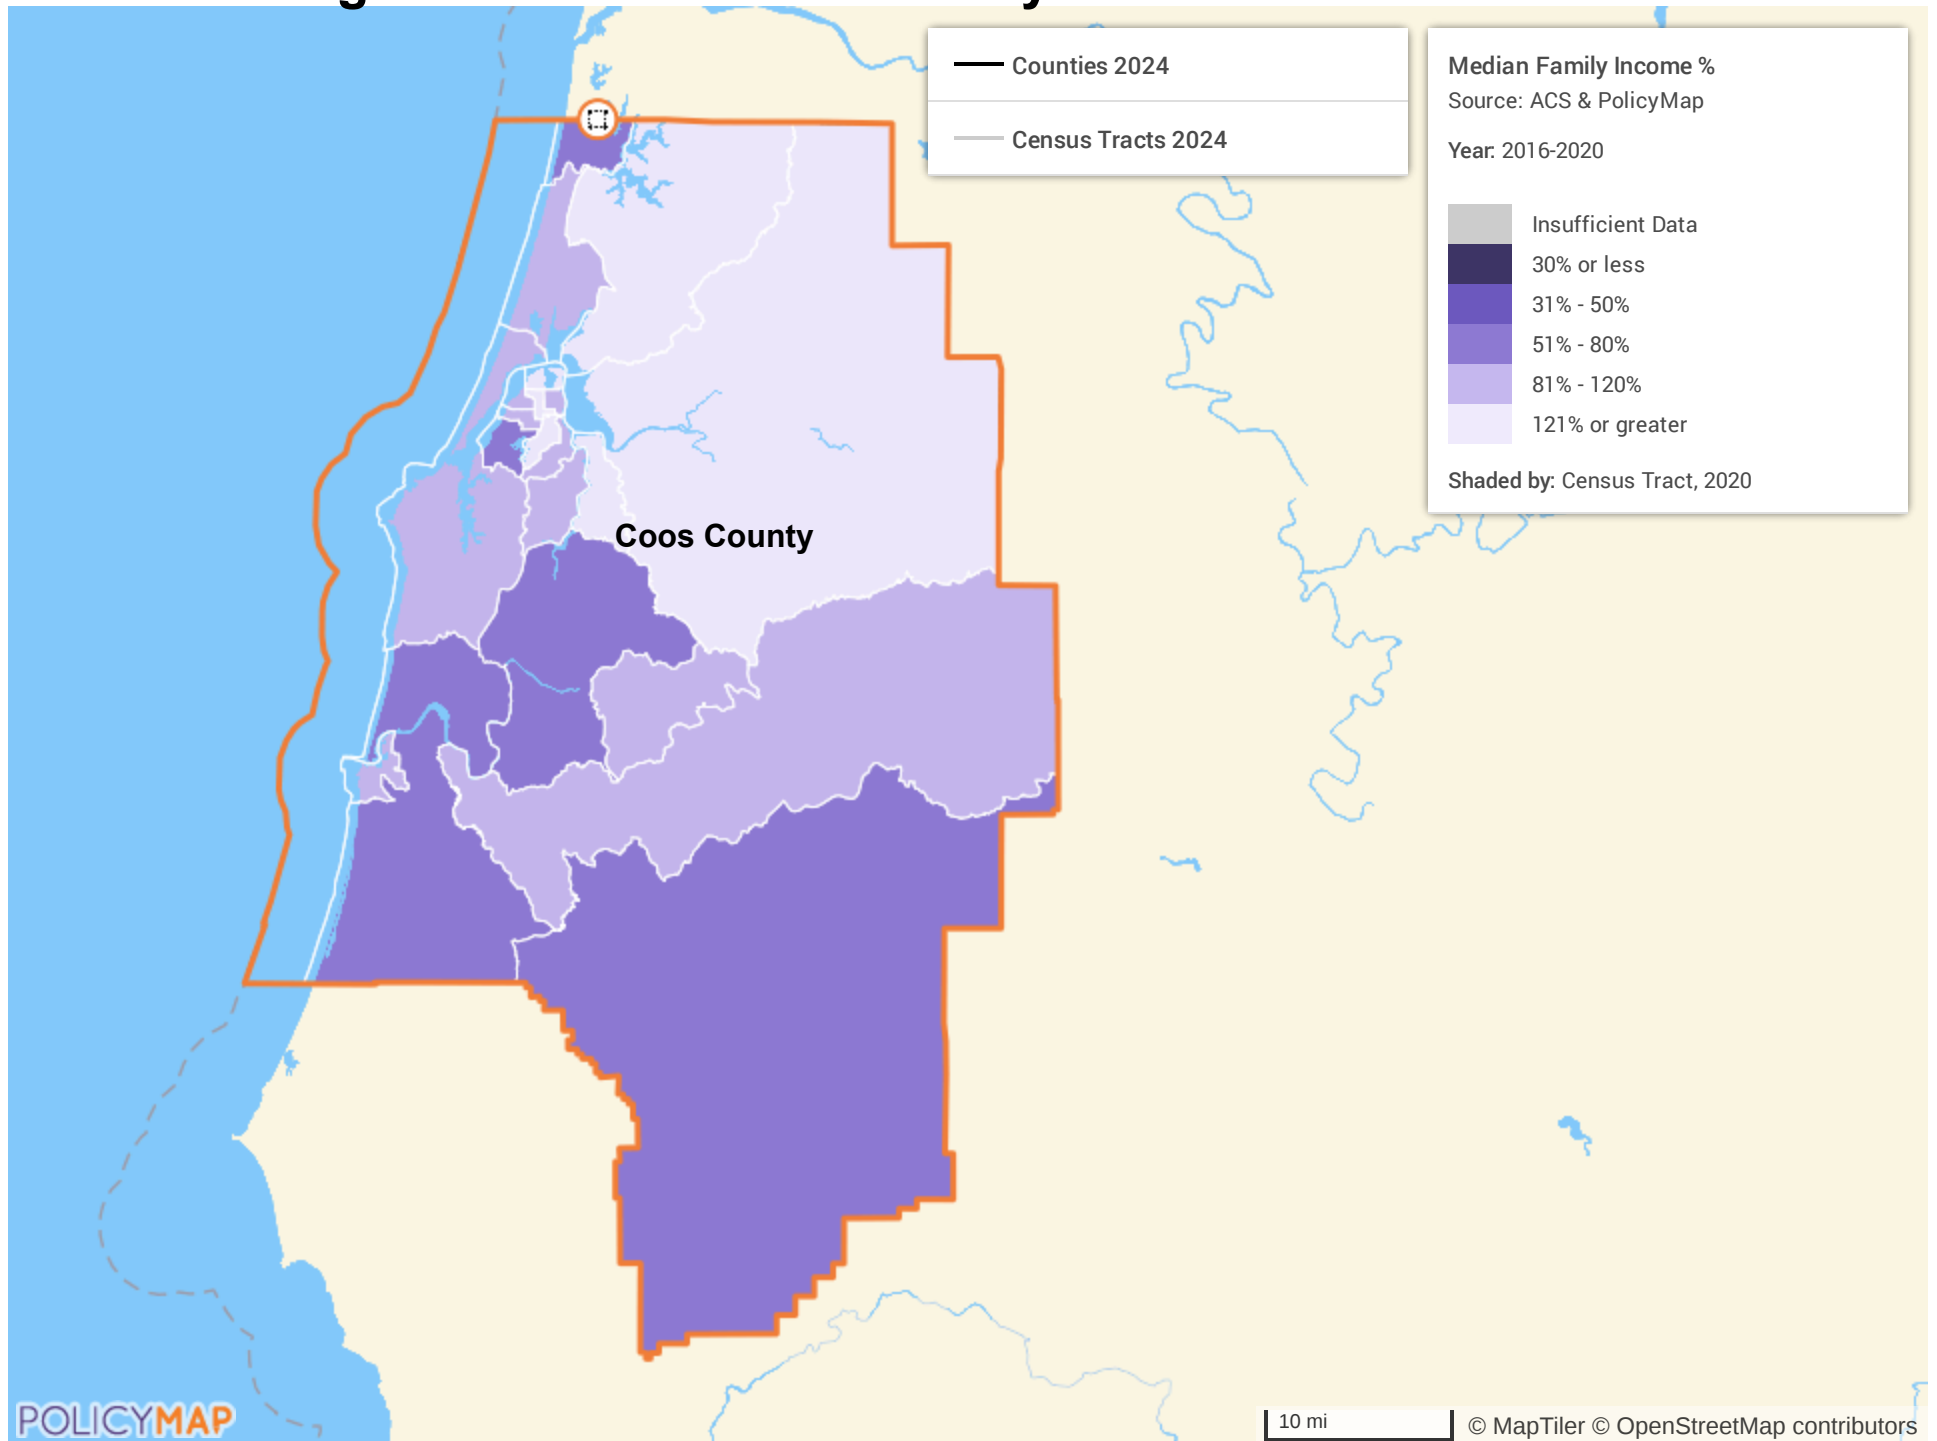 Counties 2024
Census Tracts 2024
Median Family Income %
Source: ACS & PolicyMap
Year: 2016-2020
Insufficient Data
30% or less
31% - 50%
51% - 80%
81% - 120%
121% or greater
Shaded by: Census Tract, 2020
Coos County
POLICYMAP
10 mi
© MapTiler © OpenStreetMap contributors